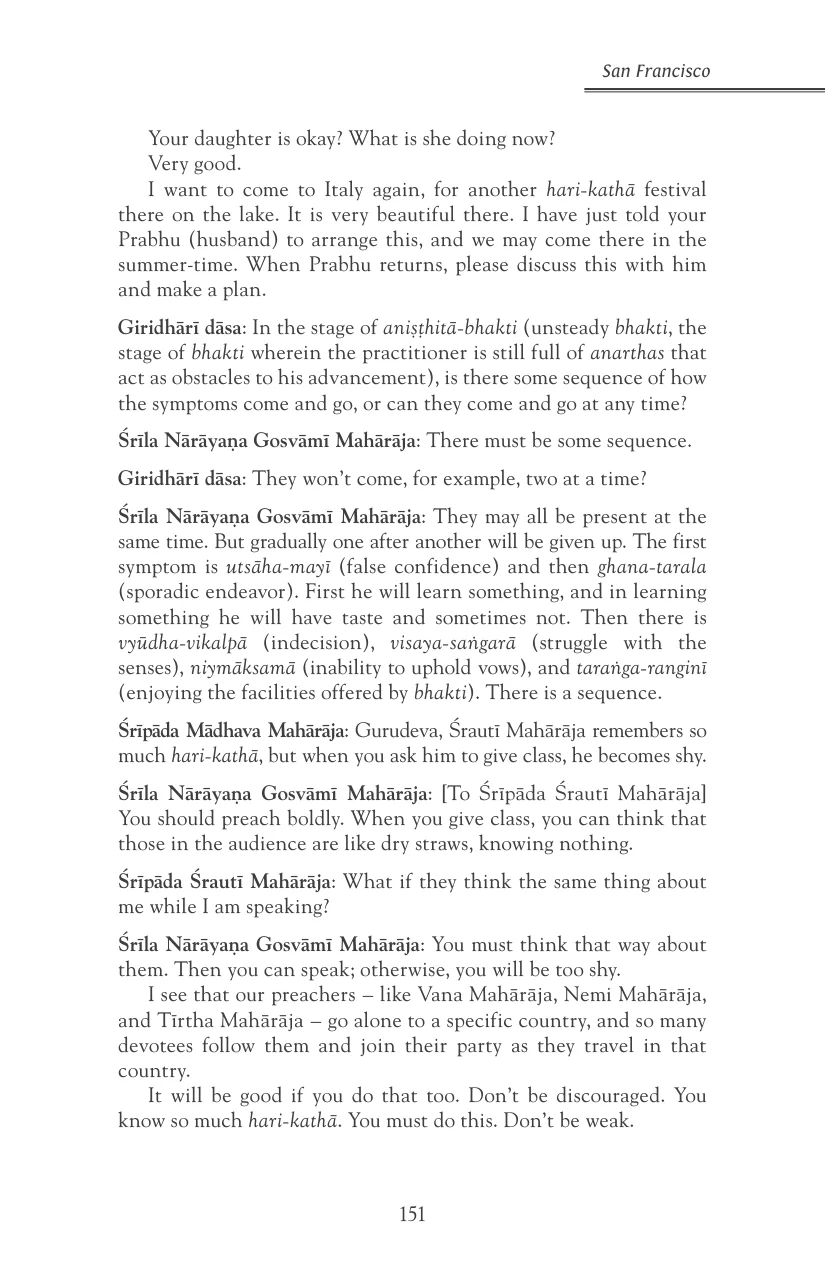 San Francisco
Your daughter is okay? What is she doing now?
Very good.
I want to come to Italy again, for another hari-kathā festival
there on the lake. It is very beautiful there. I have just told your
Prabhu (husband) to arrange this, and we may come there in the
summer-time. When Prabhu returns, please discuss this with him
and make a plan.
Giridhārī dāsa: In the stage of aniṣṭhitā-bhakti (unsteady bhakti, the
stage of bhakti wherein the practitioner is still full of anarthas that
act as obstacles to his advancement), is there some sequence of how
the symptoms come and go, or can they come and go at any time?
Śrīla Nārāyaṇa Gosvāmī Mahārāja: There must be some sequence.
Giridhārī dāsa: They won’t come, for example, two at a time?
Śrīla Nārāyaṇa Gosvāmī Mahārāja: They may all be present at the
same time. But gradually one after another will be given up. The first
symptom is utsāha-mayī (false confidence) and then ghana-tarala
(sporadic endeavor). First he will learn something, and in learning
something he will have taste and sometimes not. Then there is
vyūdha-vikalpā (indecision), visaya-saṅgarā (struggle with the
senses), niymāksamā (inability to uphold vows), and taraṅga-ranginī
(enjoying the facilities offered by bhakti). There is a sequence.
Śrīpāda Mādhava Mahārāja: Gurudeva, Śrautī Mahārāja remembers so
much hari-kathā, but when you ask him to give class, he becomes shy.
Śrīla Nārāyaṇa Gosvāmī Mahārāja: [To Śrīpāda Śrautī Mahārāja]
You should preach boldly. When you give class, you can think that
those in the audience are like dry straws, knowing nothing.
Śrīpāda Śrautī Mahārāja: What if they think the same thing about
me while I am speaking?
Śrīla Nārāyaṇa Gosvāmī Mahārāja: You must think that way about
them. Then you can speak; otherwise, you will be too shy.
I see that our preachers – like Vana Mahārāja, Nemi Mahārāja,
and Tīrtha Mahārāja – go alone to a specific country, and so many
devotees follow them and join their party as they travel in that
country.
It will be good if you do that too. Don’t be discouraged. You
know so much hari-kathā. You must do this. Don’t be weak.
151